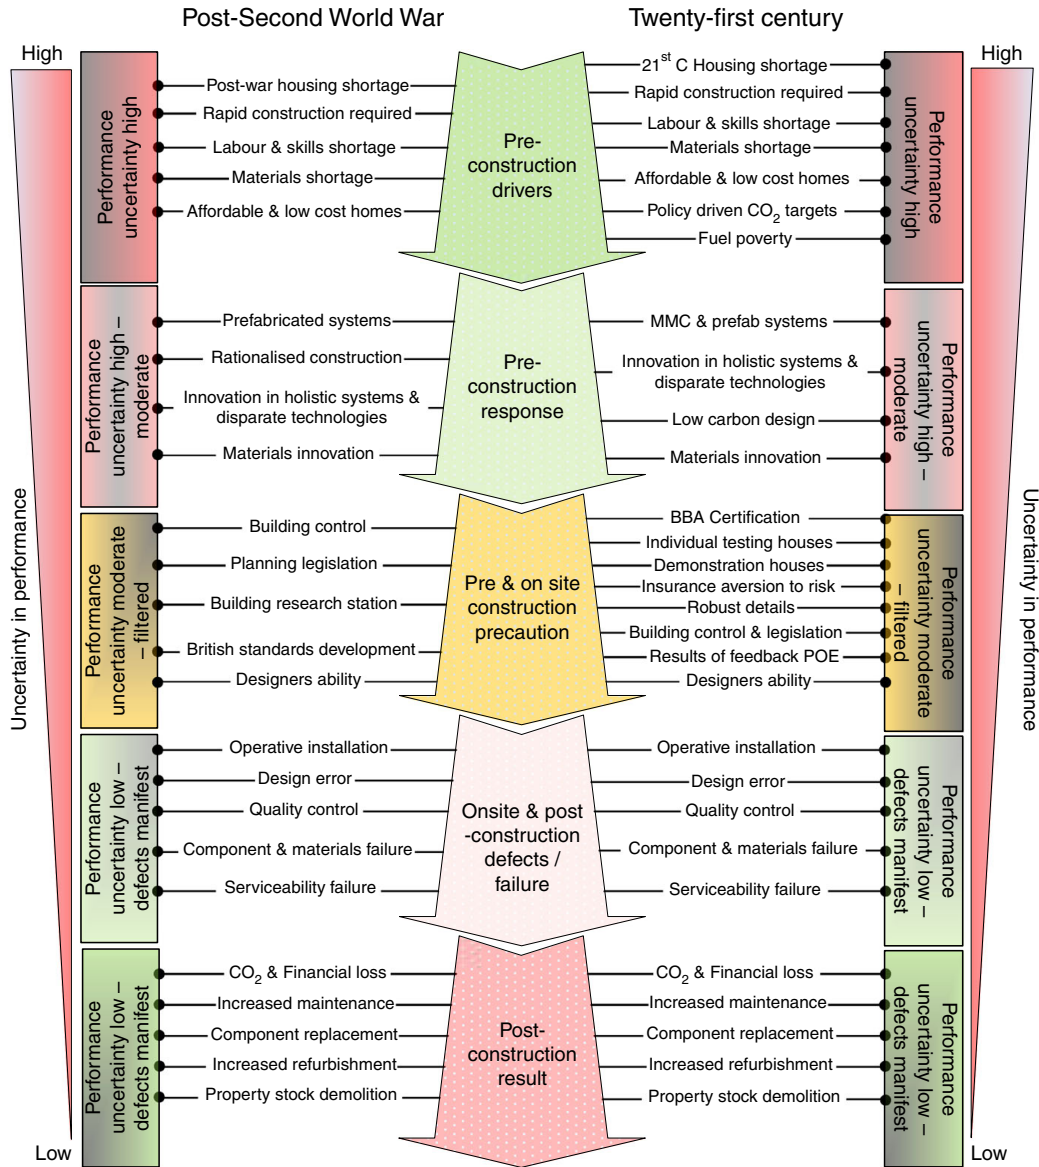 Post-Second World War
Twenty-first century
High
High
Uncertainty in performance
Uncertainty in performance
Performance
uncertainty high
Post-war housing shortage
Rapid construction required
Labour & skills shortage
Materials shortage
Affordable & low cost homes
Pre-
construction
drivers
21st C Housing shortage
Rapid construction required
Labour & skills shortage
Materials shortage
Affordable & low cost homes
Policy driven CO2 targets
Fuel poverty
Performance
uncertainty high
Performance
uncertainty high –
moderate
Prefabricated systems
Rationalised construction
Innovation in holistic systems &
disparate technologies
Materials innovation
Pre-
construction
response
MMC & prefab systems
Innovation in holistic systems &
disparate technologies
Low carbon design
Materials innovation
Performance
uncertainty high –
moderate
Performance
uncertainty moderate
– filtered
Building control
Planning legislation
Building research station
British standards development
Designers ability
Pre & on site
construction
precaution
BBA Certification
Individual testing houses
Demonstration houses
Insurance aversion to risk
Robust details
Building control & legislation
Results of feedback POE
Designers ability
Performance
uncertainty moderate
– filtered
Performance
uncertainty low –
defects manifest
Operative installation
Design error
Quality control
Component & materials failure
Serviceability failure
Onsite & post
-construction
defects /
failure
Operative installation
Design error
Quality control
Component & materials failure
Serviceability failure
Performance
uncertainty low –
defects manifest
Performance
uncertainty low –
defects manifest
CO2 & Financial loss
Increased maintenance
Component replacement
Increased refurbishment
Property stock demolition
Post-
construction
result
CO2 & Financial loss
Increased maintenance
Component replacement
Increased refurbishment
Property stock demolition
Performance
uncertainty low –
defects manifest
Low
Low